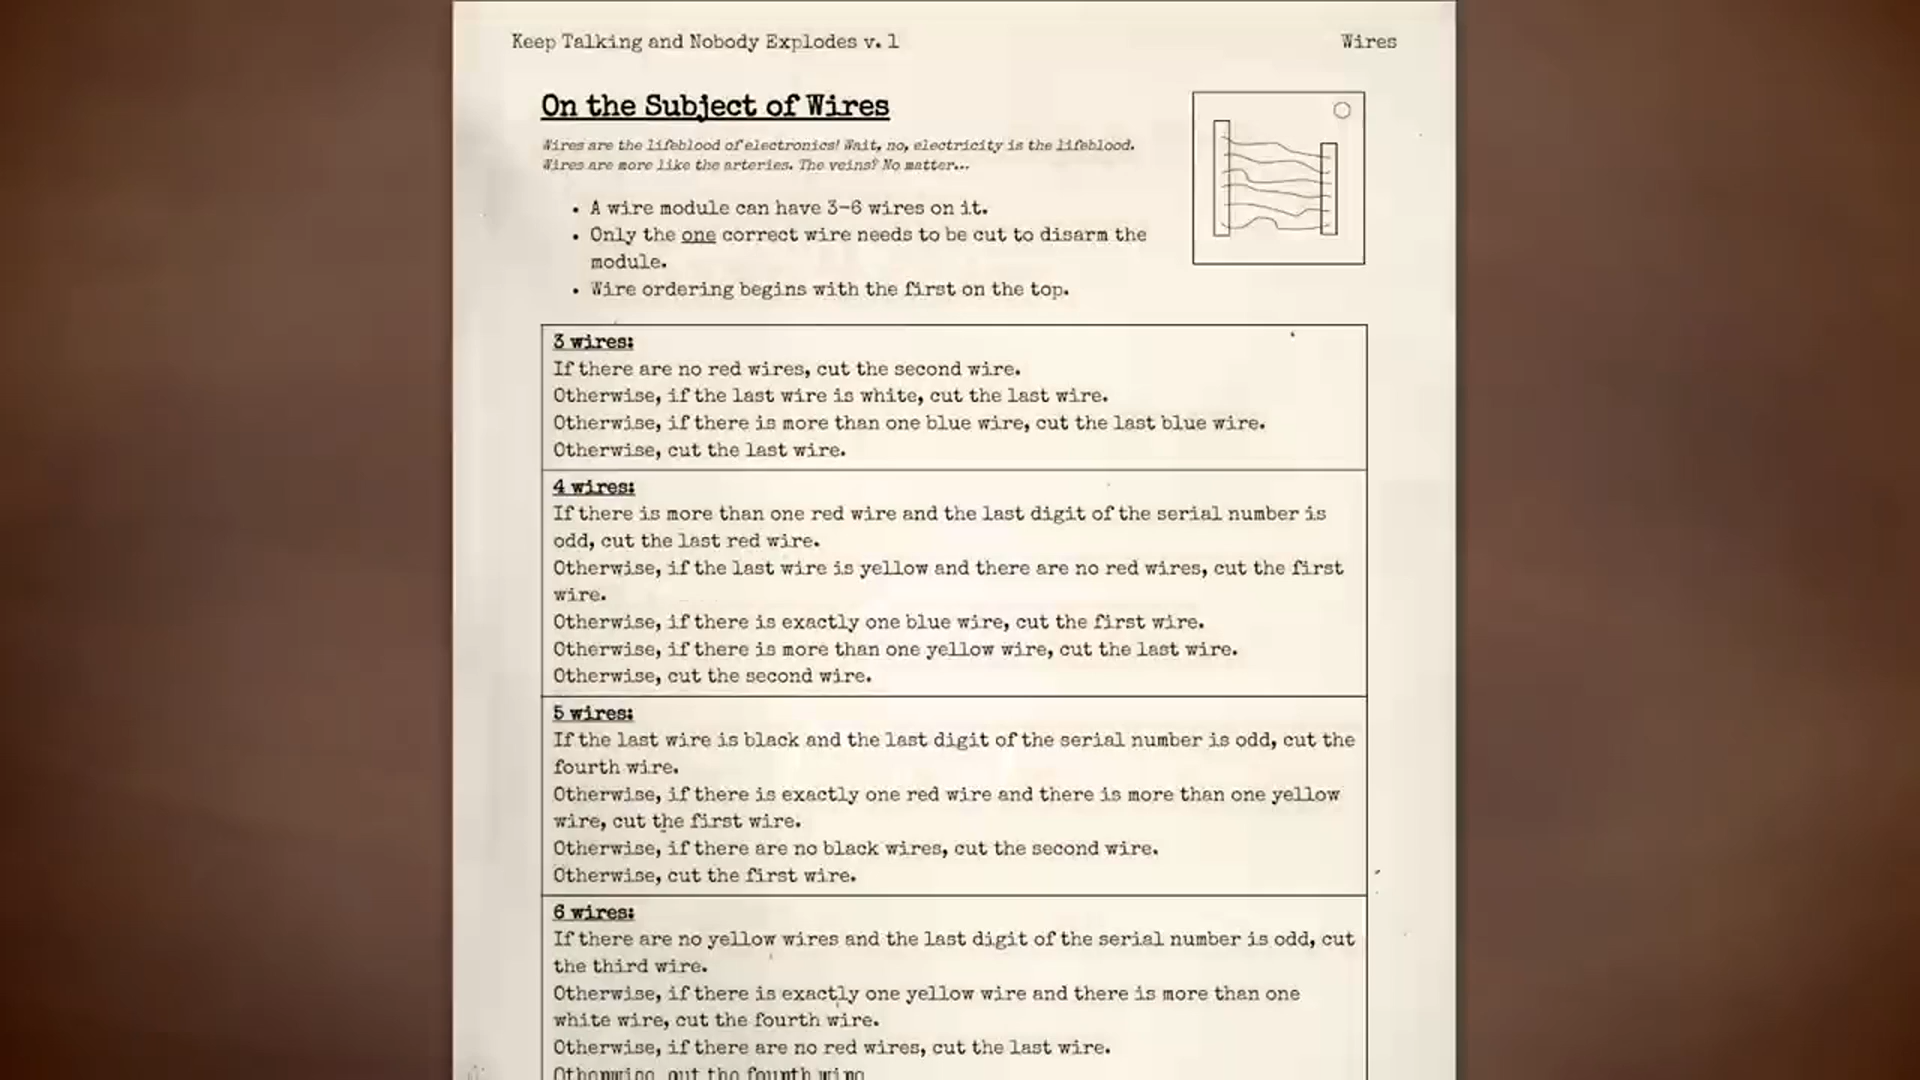 Keep Talking and Nobody Explodes v. 1
Wires
On the Subject of Wires
Wires are the lifeblood of electronics! Wait, no, electricity is the lifeblood.
Wires are more like the arteries. The veins? No matter...
• A wire module can have 3-6 wires on it.
• Only the one correct wire needs to be cut to disarm the
module.
• Wire ordering begins with the first on the top.
3 wires:
If there are no red wires, cut the second wire.
Otherwise, if the last wire is white, cut the last wire.
Otherwise, if there is more than one blue wire, cut the last blue wire.
Otherwise, cut the last wire.
4 wires:
If there is more than one red wire and the last digit of the serial number is
odd, cut the last red wire.
Otherwise, if the last wire is yellow and there are no red wires, cut the first
wire.
Otherwise, if there is exactly one blue wire, cut the first wire.
Otherwise, if there is more than one yellow wire, cut the last wire.
Otherwise, cut the second wire.
5 wires:
If the last wire is black and the last digit of the serial number is odd, cut the
fourth wire.
Otherwise, if there is exactly one red wire and there is more than one yellow
wire, cut the first wire.
Otherwise, if there are no black wires, cut the second wire.
Otherwise, cut the first wire.
6 wires:
If there are no yellow wires and the last digit of the serial number is odd, cut
the third wire.
Otherwise, if there is exactly one yellow wire and there is more than one
white wire, cut the fourth wire.
Otherwise, if there are no red wires, cut the last wire.
Otherwise, cut the fourth wire